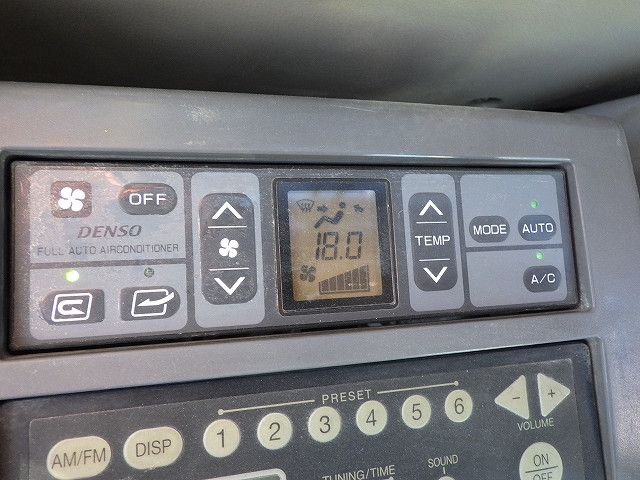 OFF
DENSO
FULL AUTO AIRCONDITIONER
18.0
TEMP
MODE
AUTO
A/C
PRESET
1 2 3 4 5 6
AM/FM
DISP
- +
VOLUME
TUNING/TIME
SOUND
ON
OFF